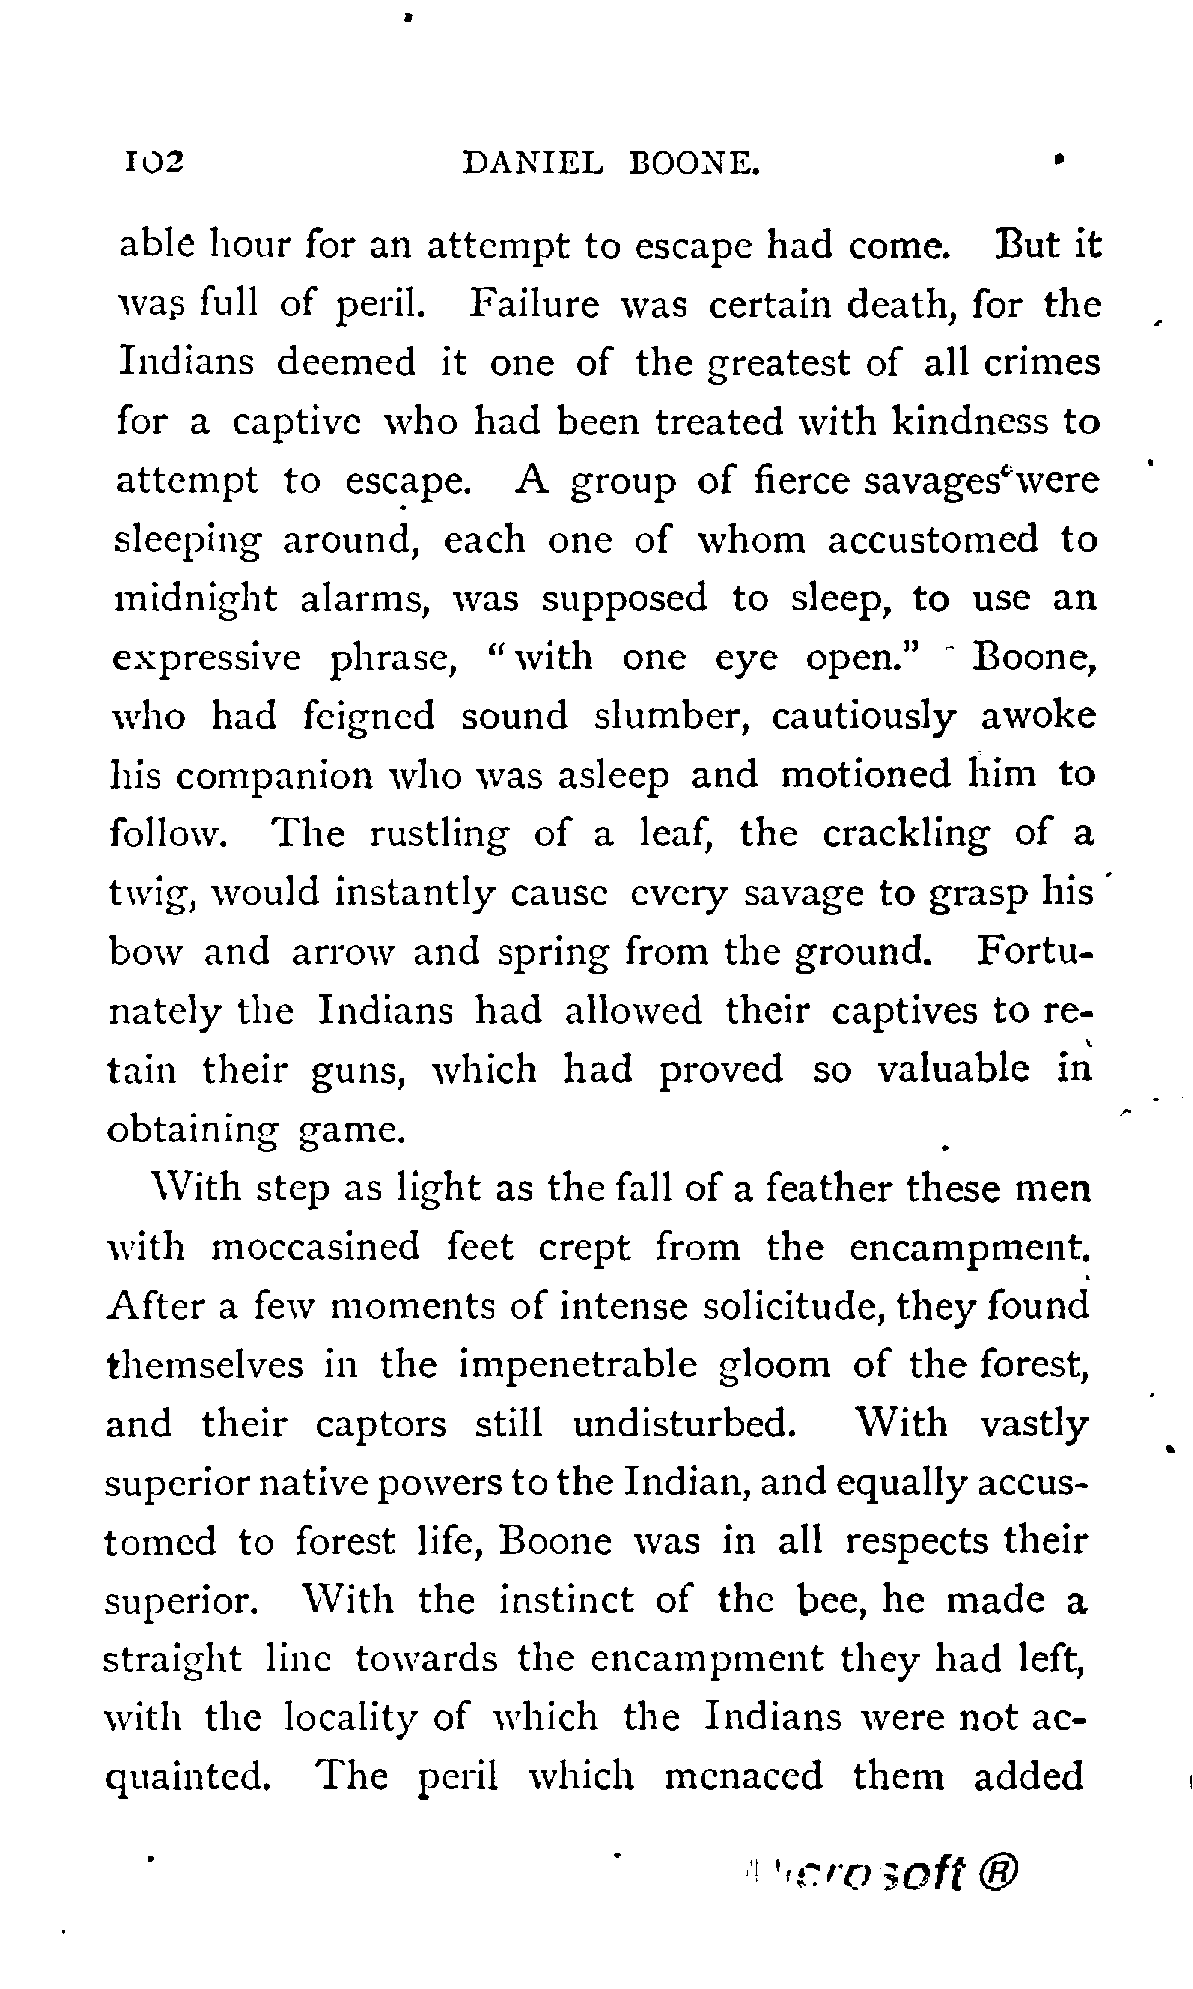 102 DANIEL BOONE.
able hour for an attempt to escape had come. But it
was full of peril. Failure was certain death, for the
Indians deemed it one of the greatest of all crimes
for a captive who had been treated with kindness to
attempt to escape. A group of fierce savages were
sleeping around, each one of whom accustomed to
midnight alarms, was supposed to sleep, to use an
expressive phrase, "with one eye open." Boone,
who had feigned sound slumber, cautiously awoke
his companion who was asleep and motioned him to
follow. The rustling of a leaf, the crackling of a
twig, would instantly cause every savage to grasp his
bow and arrow and spring from the ground. Fortu-
nately the Indians had allowed their captives to re-
tain their guns, which had proved so valuable in
obtaining game.
With step as light as the fall of a feather these men
with moccasined feet crept from the encampment.
After a few moments of intense solicitude, they found
themselves in the impenetrable gloom of the forest,
and their captors still undisturbed. With vastly
superior native powers to the Indian, and equally accus-
tomed to forest life, Boone was in all respects their
superior. With the instinct of the bee, he made a
straight line towards the encampment they had left,
with the locality of which the Indians were not ac-
quainted. The peril which menaced them added
Microsoft ®